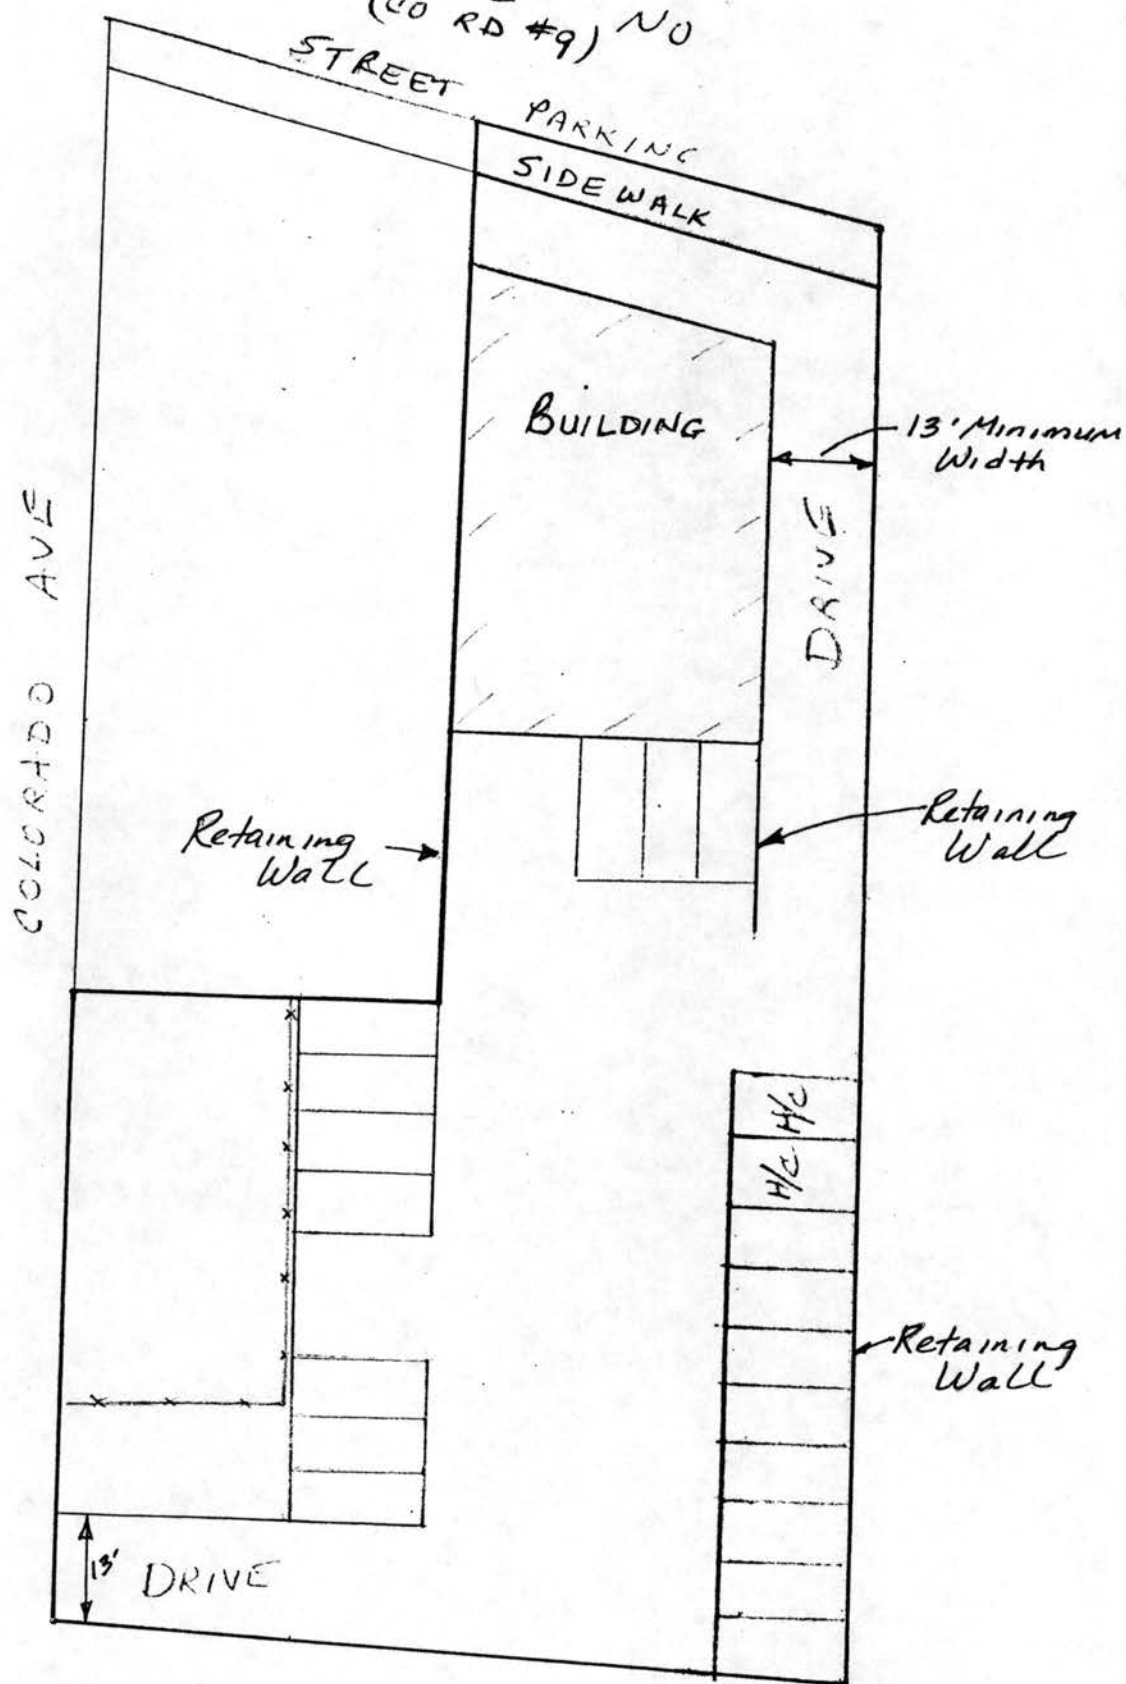 (CO RD #9) NO
STREET PARKING
SIDEWALK
BUILDING
13' Minimum
Width
DRIVE
COLORADO AVE
Retaining
Wall
Retaining
Wall
H/C
H/C
Retaining
Wall
13'
DRIVE